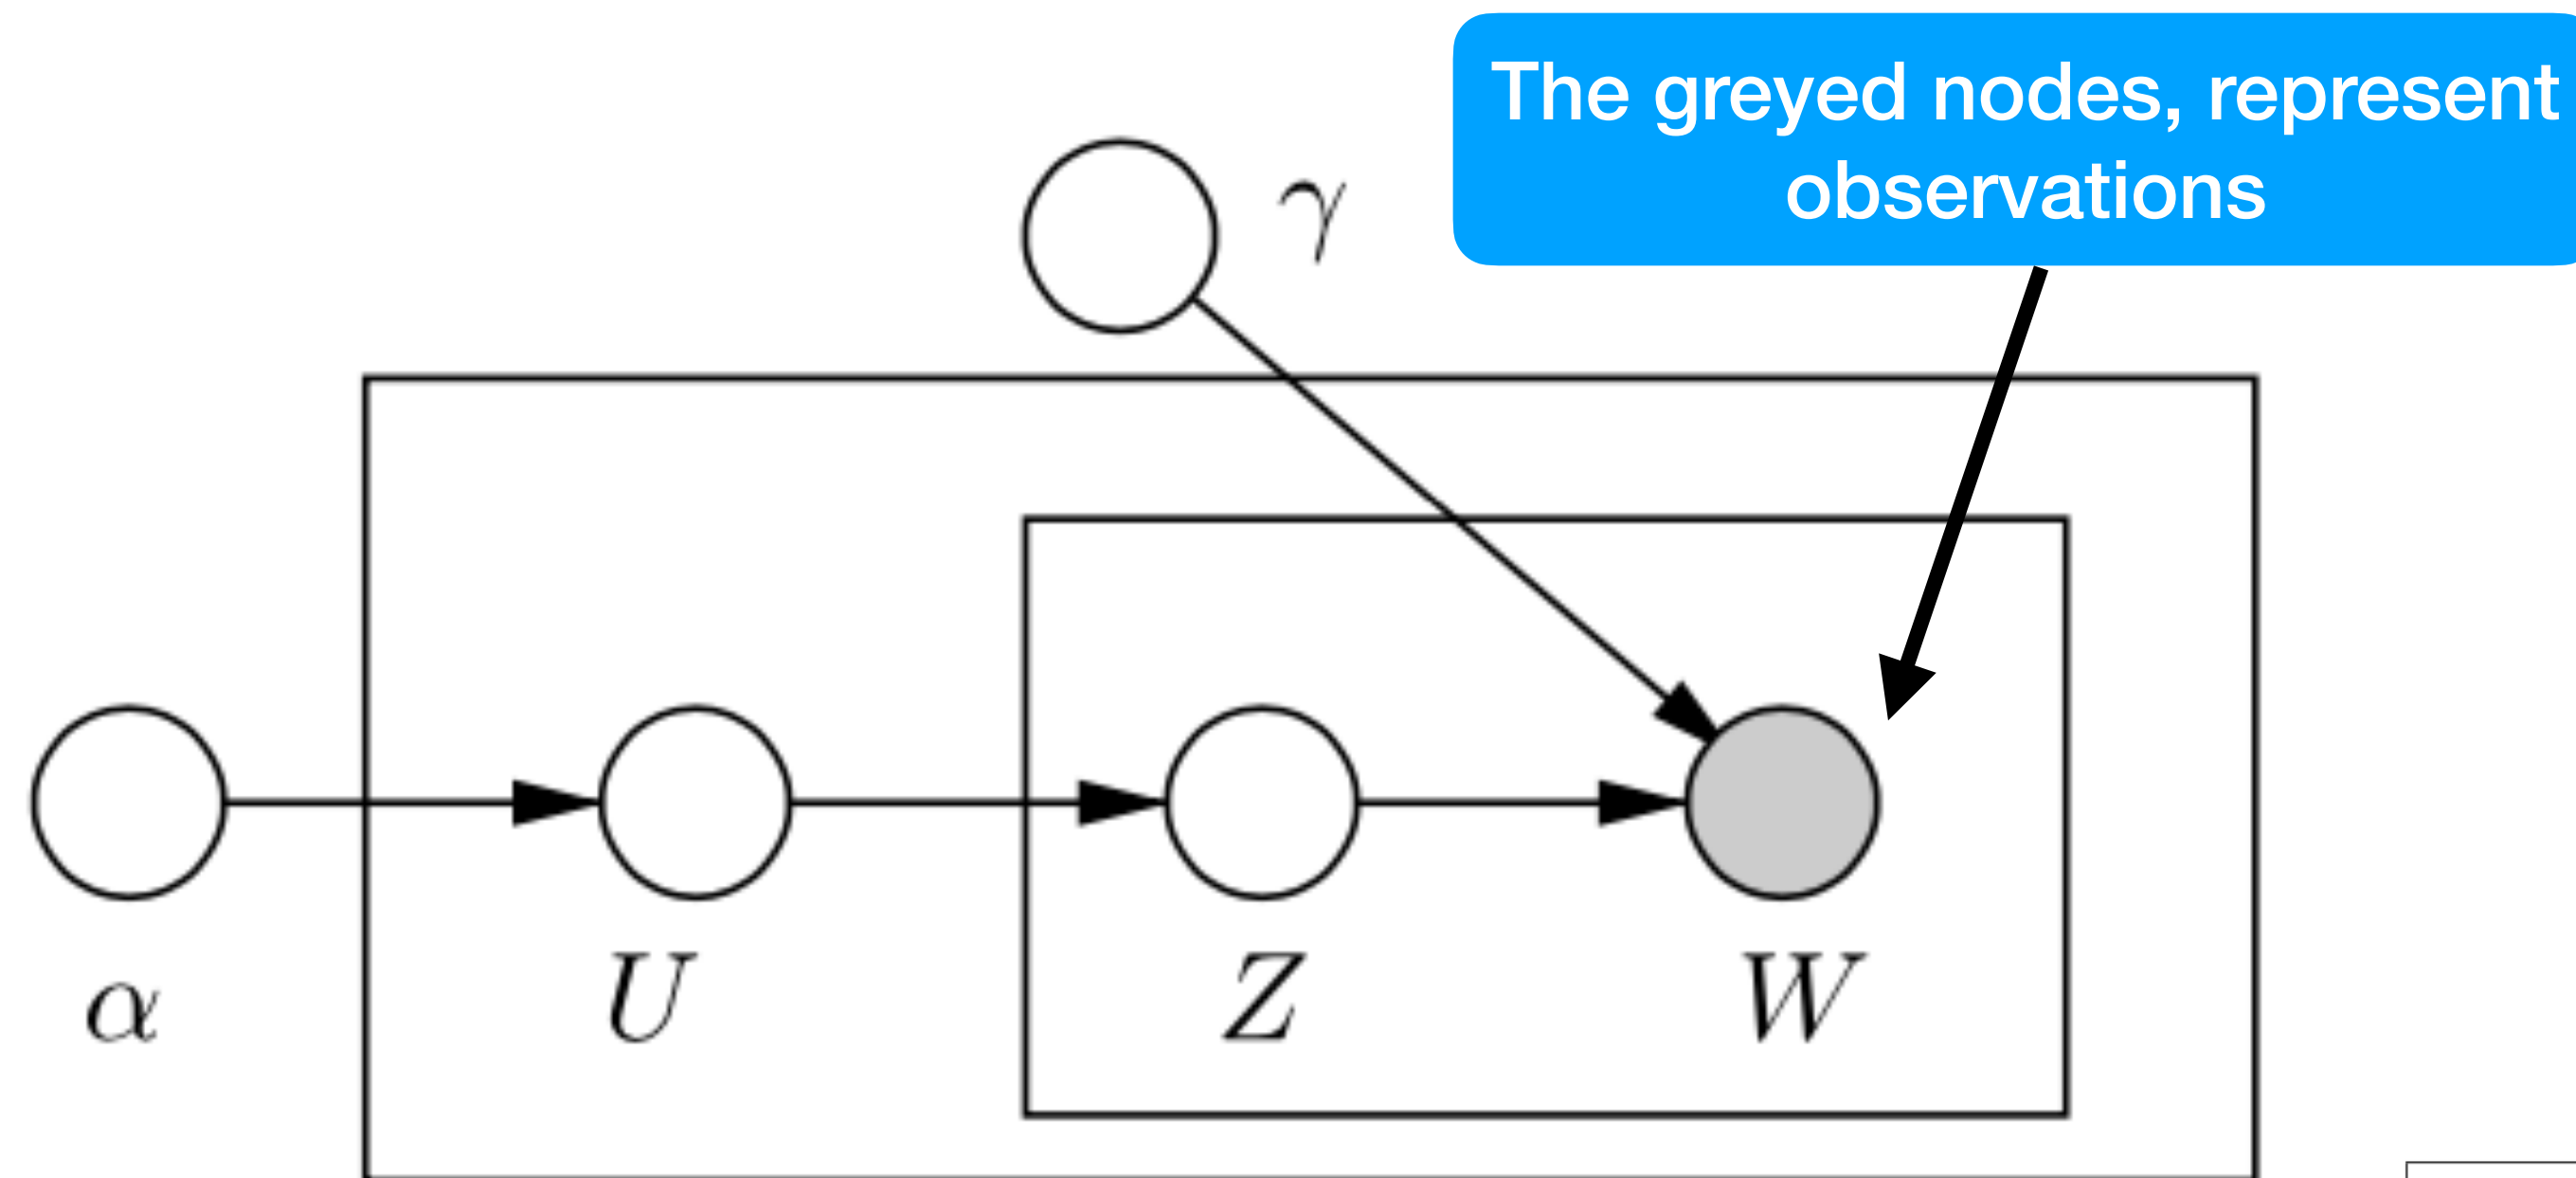 The greyed nodes, represent
observations
γ
α
U
Z
W